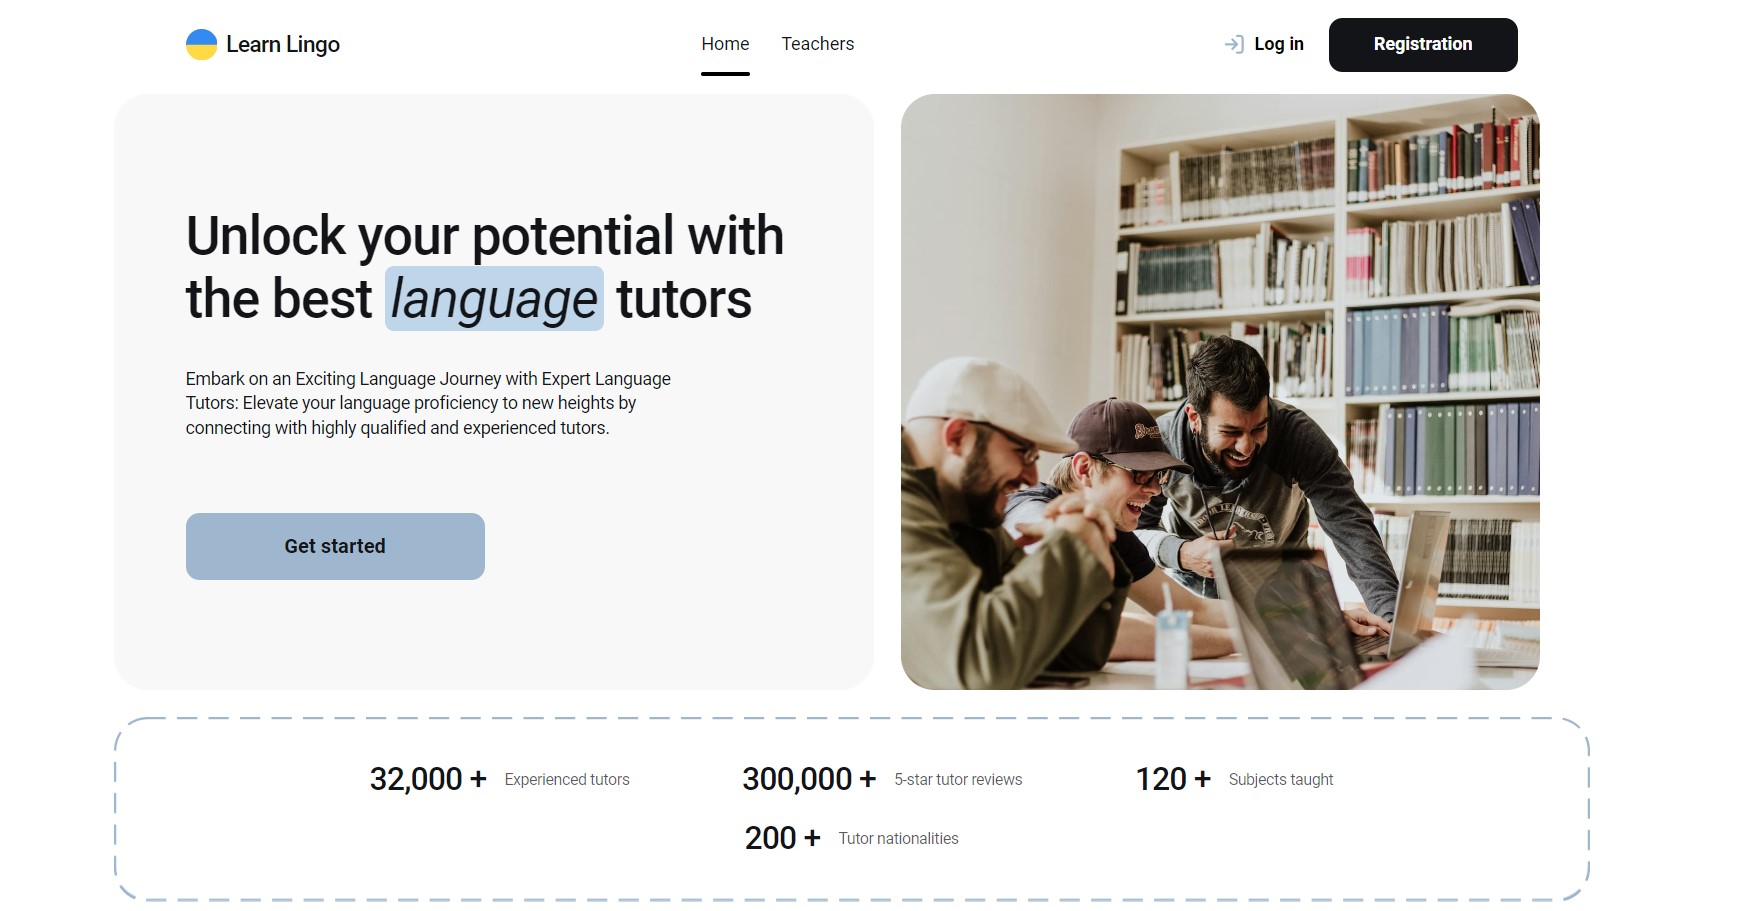 Learn Lingo
Home
Teachers
Log in
Registration
Unlock your potential with
the best language tutors
Embark on an Exciting Language Journey with Expert Language
Tutors: Elevate your language proficiency to new heights by
connecting with highly qualified and experienced tutors.
Get started
32,000 + Experienced tutors
300,000 + 5-star tutor reviews
120 + Subjects taught
200 + Tutor nationalities